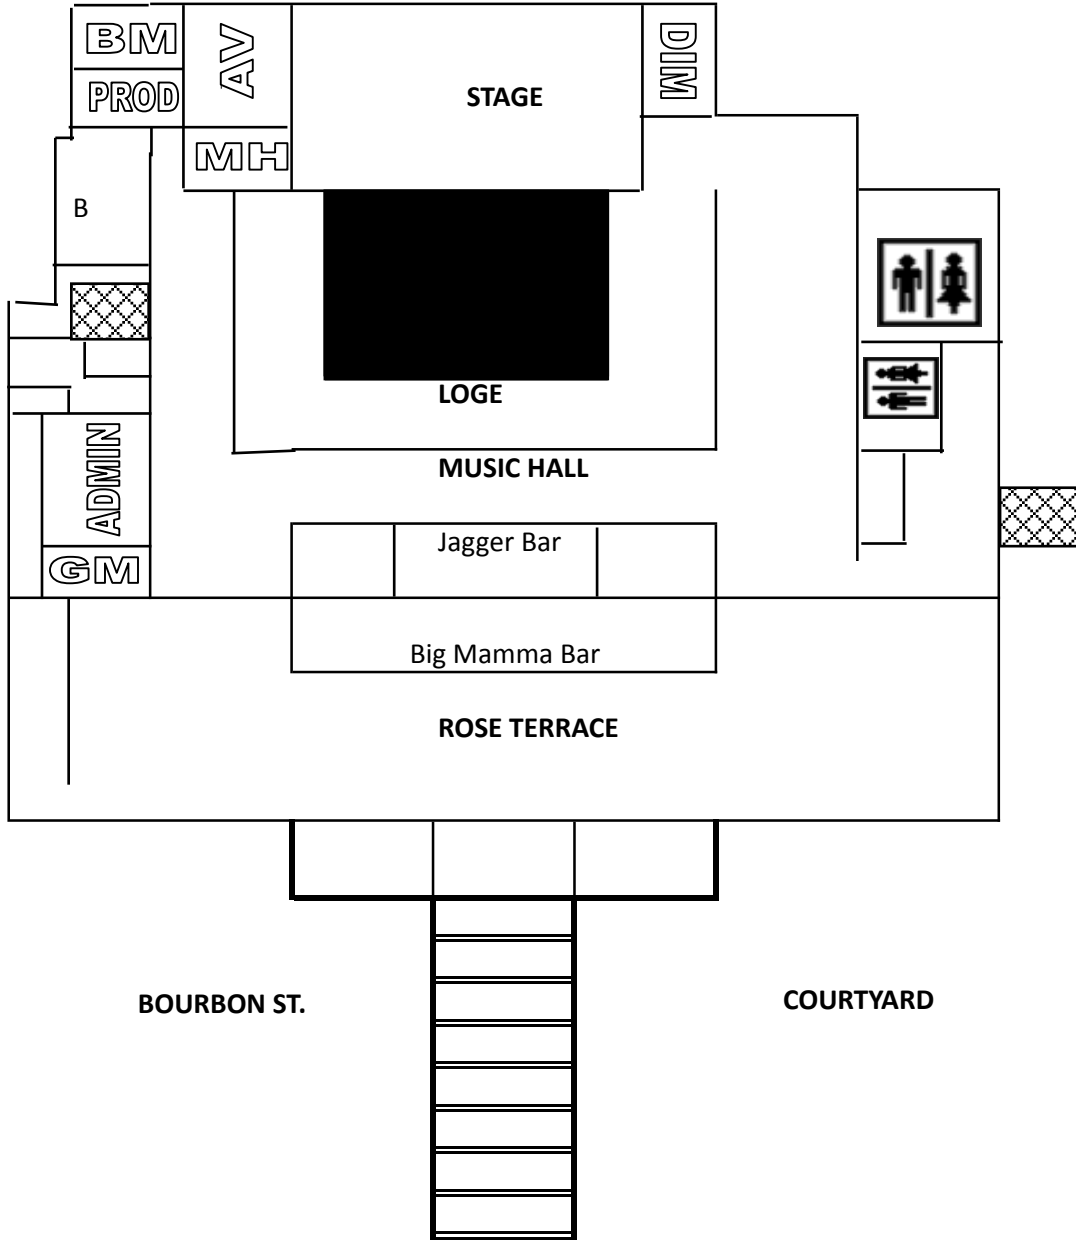 BM
AV
DIM
PROD
STAGE
MH
B
LOGE
MUSIC HALL
ADMIN
Jagger Bar
GM
Big Mamma Bar
ROSE TERRACE
BOURBON ST.
COURTYARD